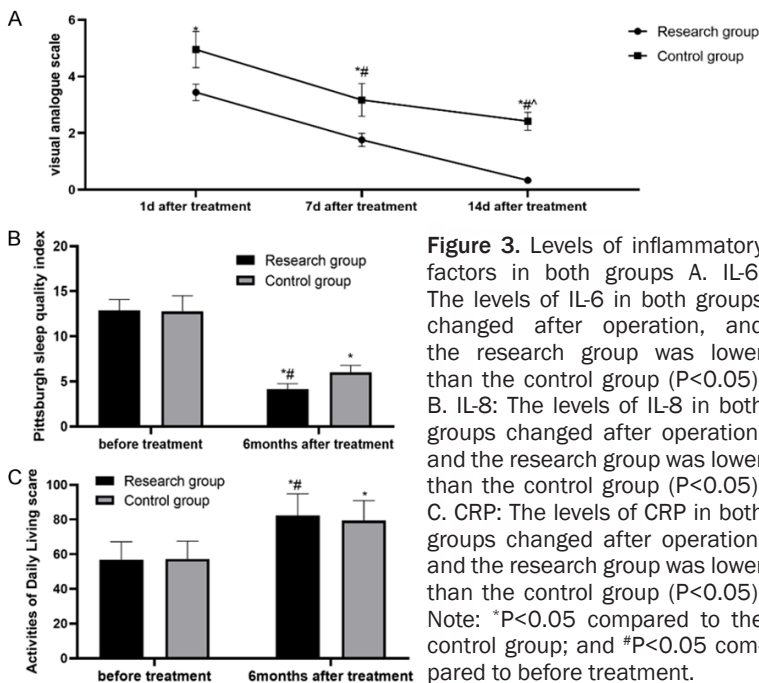 A
6
4
2
0
visual analogue scale
*
*#
*#^
1d after treatment
7d after treatment
14d after treatment
Research group
Control group
B
20
15
10
5
0
Pittsburgh sleep quality index
Research group
Control group
*#
*
before treatment
6months after treatment
C
100
80
60
40
20
0
Activities of Daily Living scare
Research group
Control group
*#
*
before treatment
6months after treatment
Figure 3. Levels of inflammatory
factors in both groups A. IL-6
The levels of IL-6 in both groups
changed after operation, and
the research group was lower
than the control group (P<0.05)
B. IL-8: The levels of IL-8 in both
groups changed after operation
and the research group was lower
than the control group (P<0.05)
C. CRP: The levels of CRP in both
groups changed after operation
and the research group was lower
than the control group (P<0.05)
Note: *P<0.05 compared to the
control group; and #P<0.05 com-
pared to before treatment.